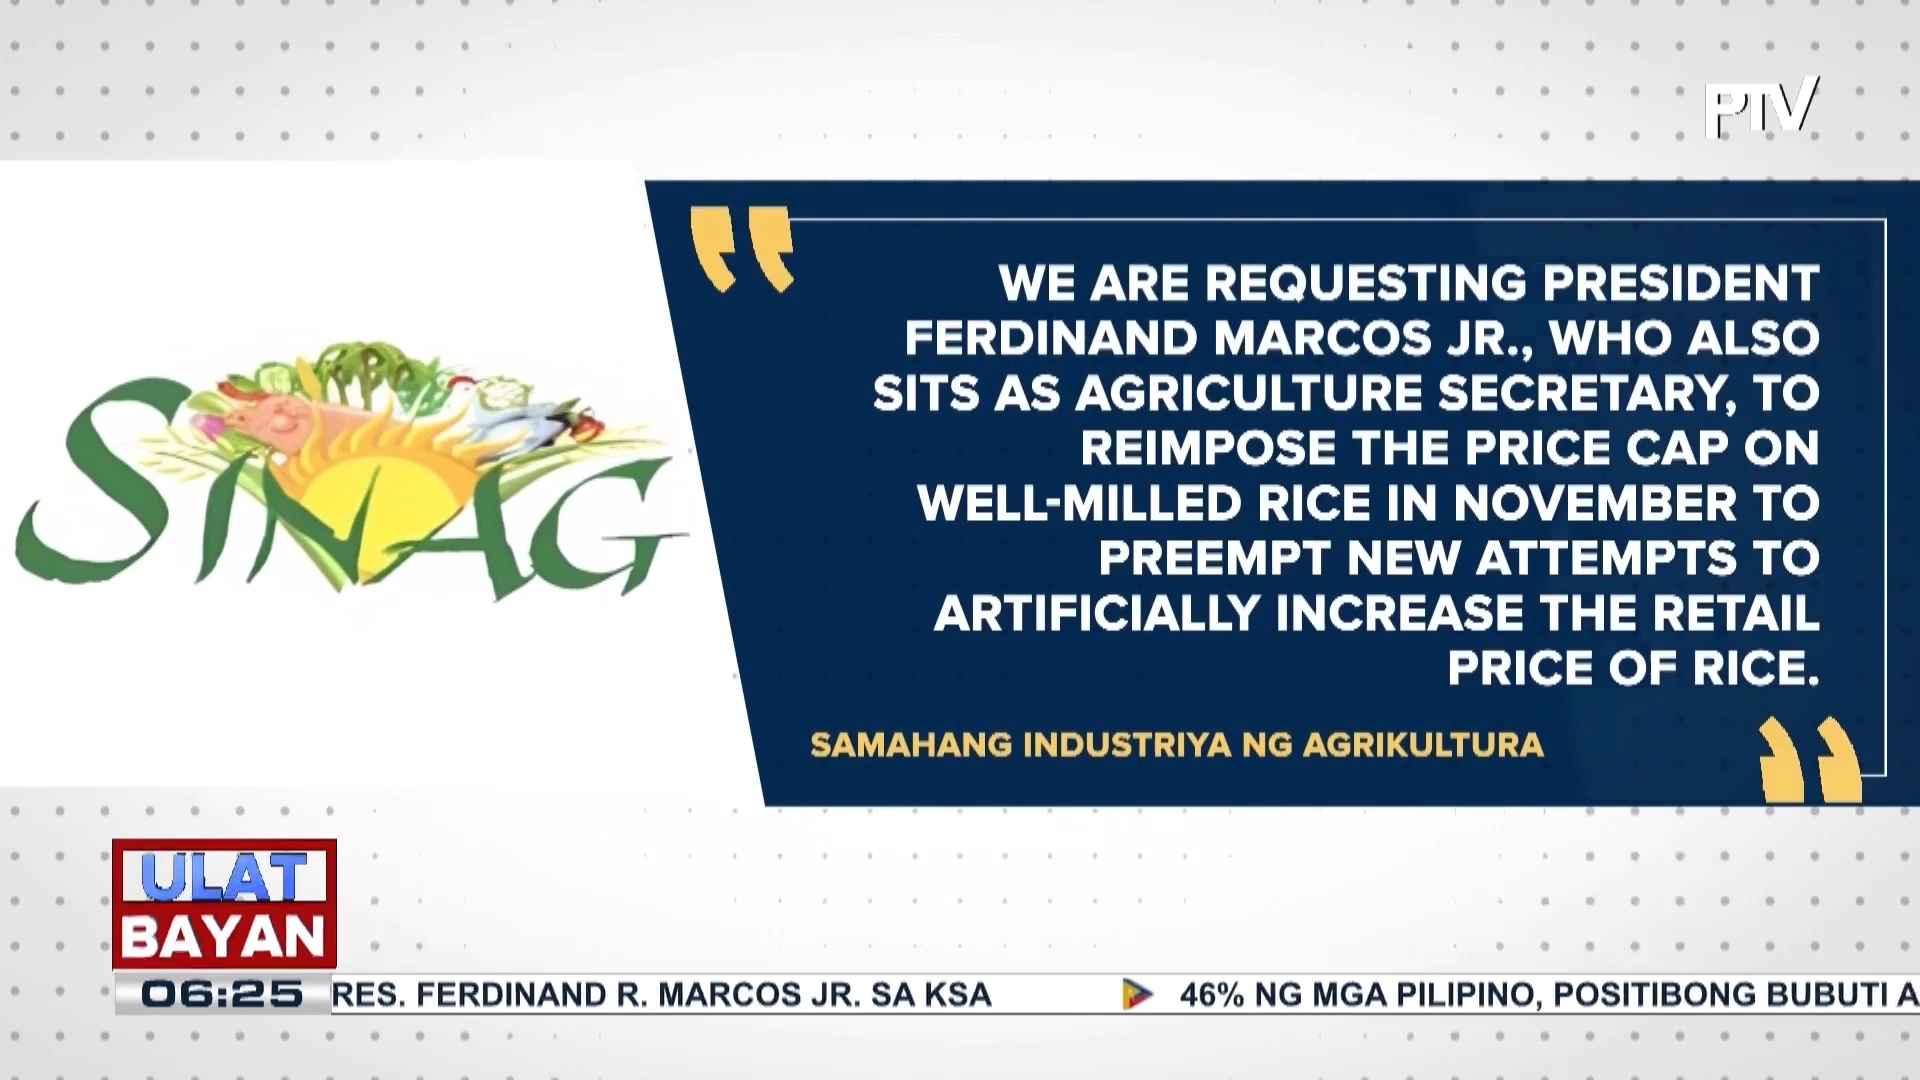 PTV
WE ARE REQUESTING PRESIDENT
FERDINAND MARCOS JR., WHO ALSO
SITS AS AGRICULTURE SECRETARY, TO
REIMPOSE THE PRICE CAP ON
WELL-MILLED RICE IN NOVEMBER TO
PREEMPT NEW ATTEMPTS TO
ARTIFICIALLY INCREASE THE RETAIL
PRICE OF RICE.
SAMAHANG INDUSTRIYA NG AGRIKULTURA
SINAG
ULAT
BAYAN
06:25
RES. FERDINAND R. MARCOS JR. SA KSA
46% NG MGA PILIPINO, POSITIBONG BUBUTI A